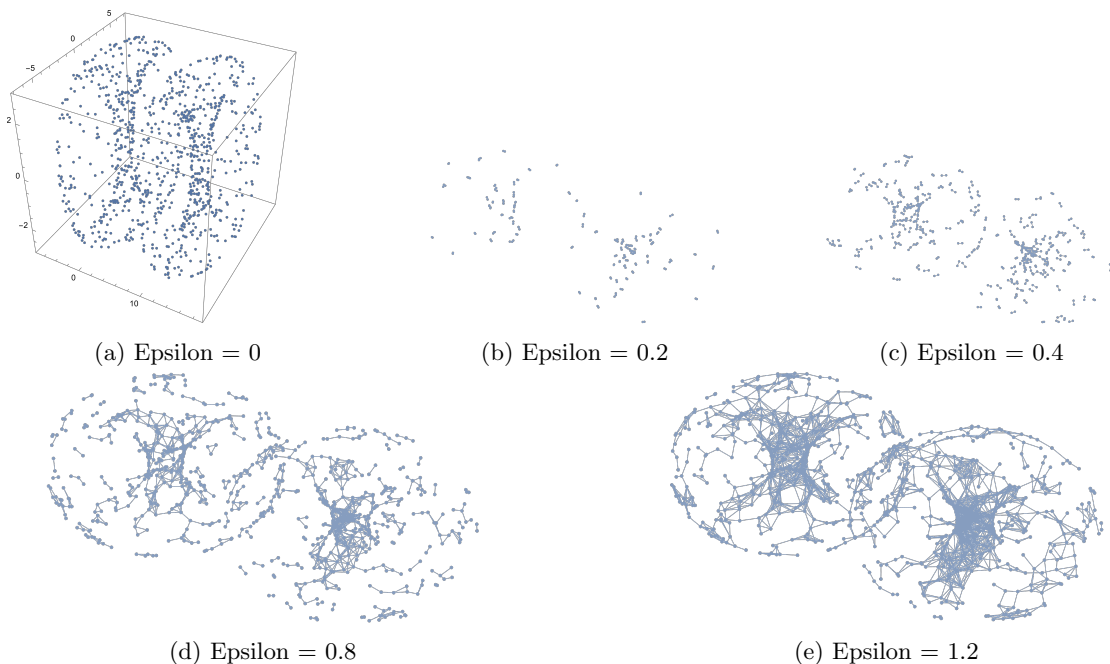 5
0
−5
2
0
−2
0
10
(a) Epsilon = 0
(b) Epsilon = 0.2
(c) Epsilon = 0.4
(d) Epsilon = 0.8
(e) Epsilon = 1.2